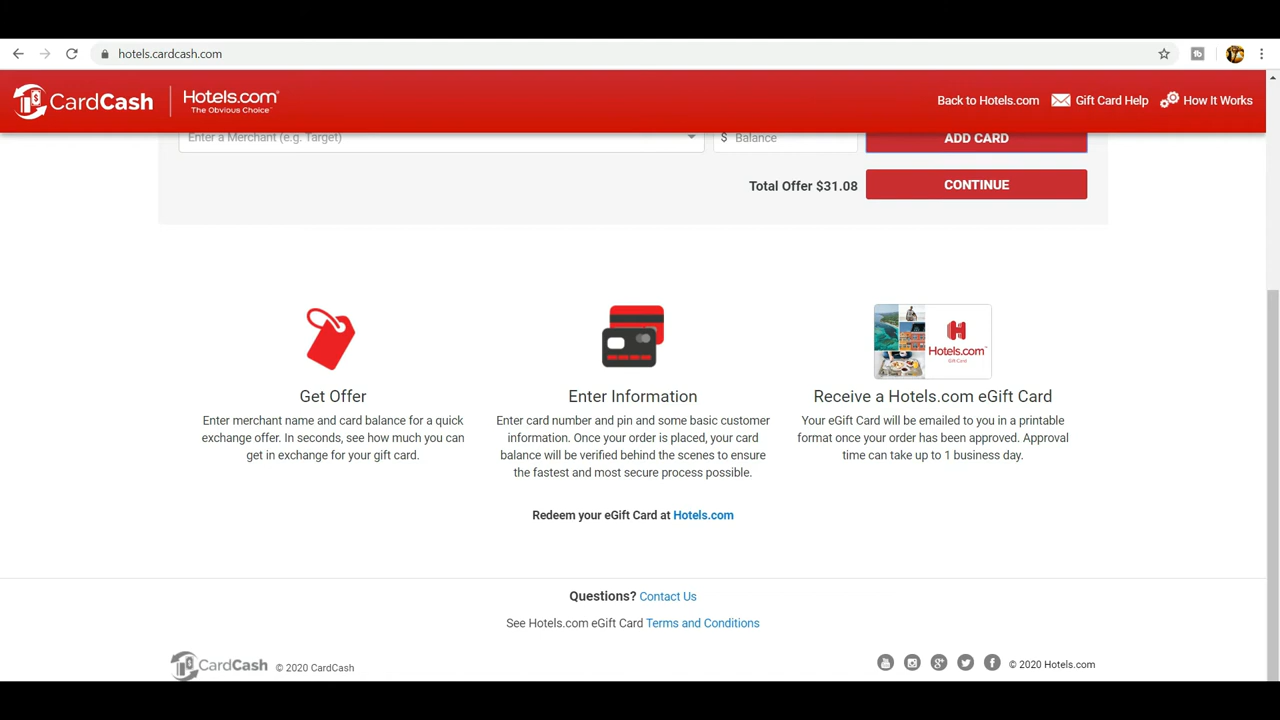 hotels.cardcash.com
CardCash
Hotels.com
The Obvious Choice
Back to Hotels.com
Gift Card Help
How It Works
Enter a Merchant (e.g. Target)
$ Balance
ADD CARD
Total Offer $31.08
CONTINUE
Hotels.com
Gift Card
Get Offer
Enter merchant name and card balance for a quick
exchange offer. In seconds, see how much you can
get in exchange for your gift card.
Enter Information
Enter card number and pin and some basic customer
information. Once your order is placed, your card
balance will be verified behind the scenes to ensure
the fastest and most secure process possible.
Receive a Hotels.com eGift Card
Your eGift Card will be emailed to you in a printable
format once your order has been approved. Approval
time can take up to 1 business day.
Redeem your eGift Card at Hotels.com
Questions? Contact Us
See Hotels.com eGift Card Terms and Conditions
CardCash © 2020 CardCash
© 2020 Hotels.com